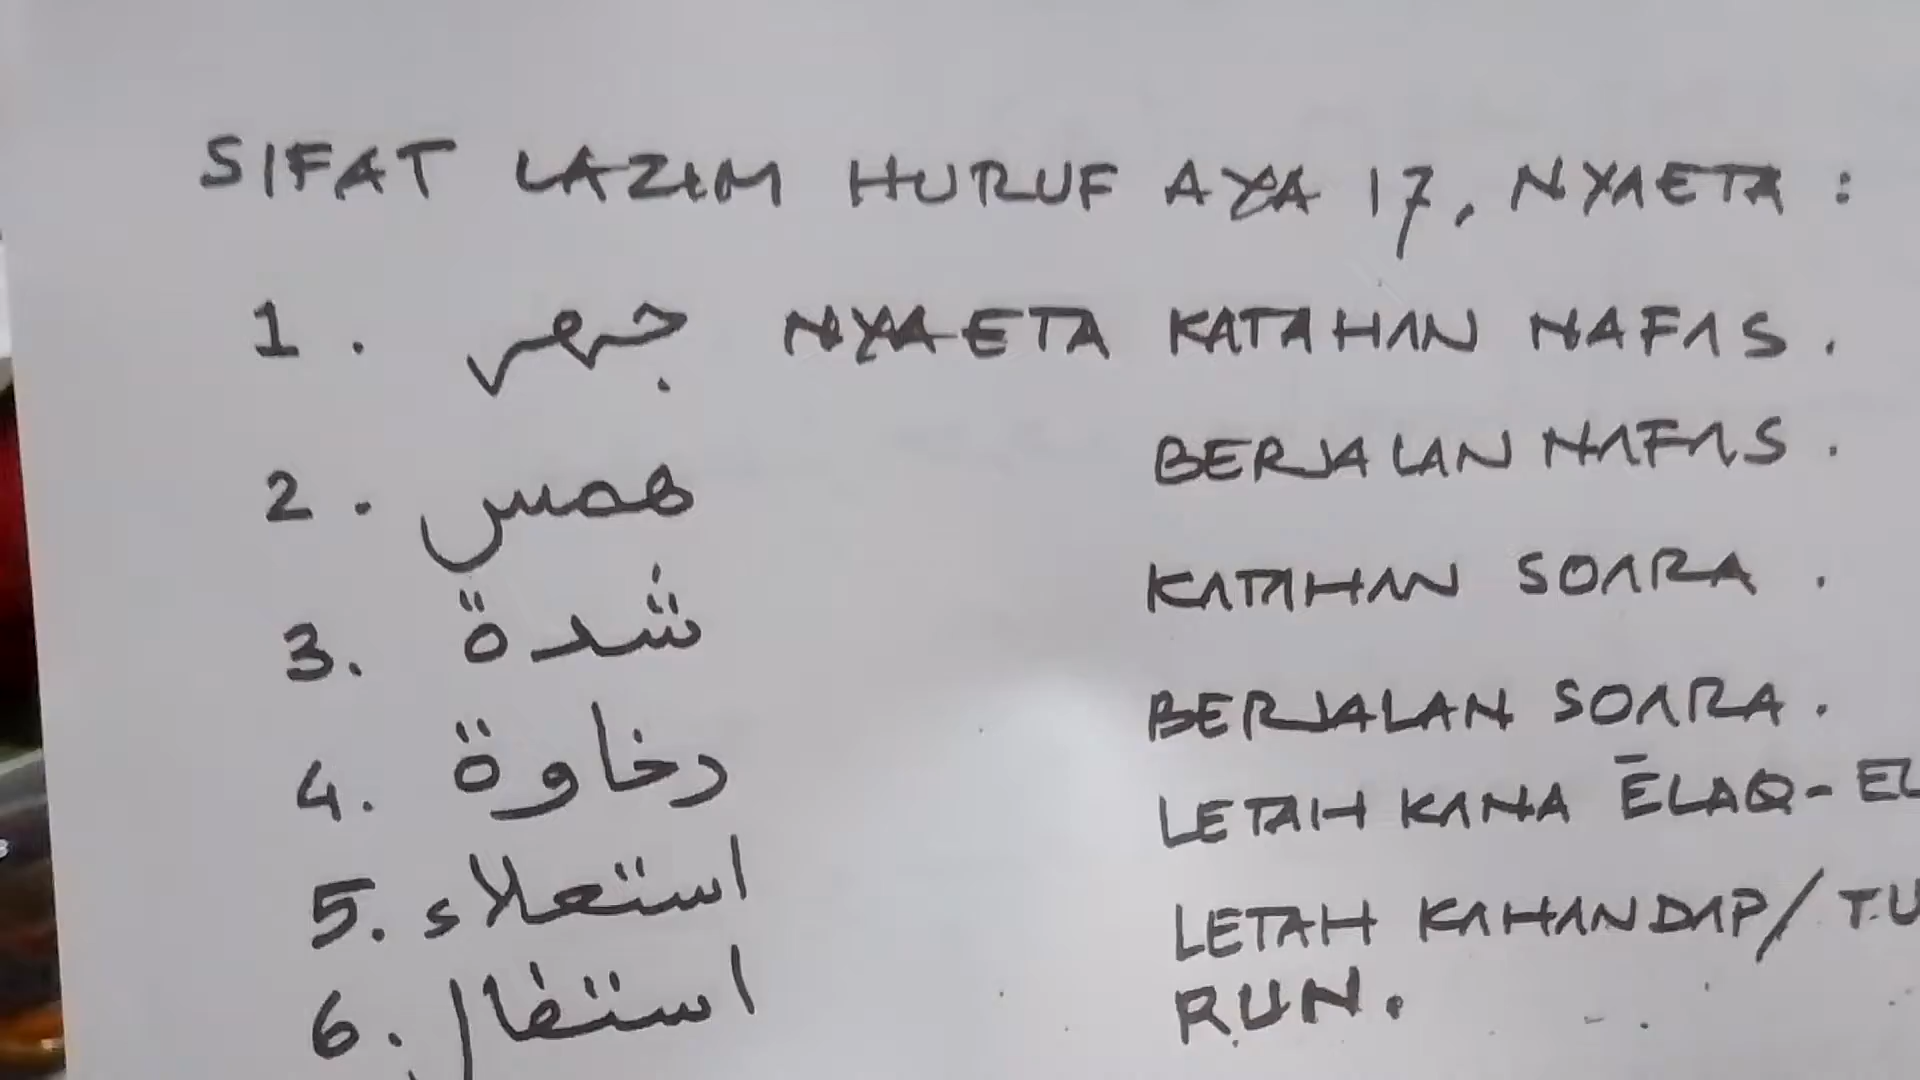 SIFAT LAZIM HURUF AYA 17, NYAETA :
1. جهر NYAETA KATAHAN NAFAS.
2. همس BERJALAN NAFAS.
3. شدة KATAHAN SOARA.
4. رخاوة BERJALAN SOARA.
5. استعلاء LETAH KANA ĒLAQ-EL
6. استفال LETAH KAHANDAP/TU
RUN.